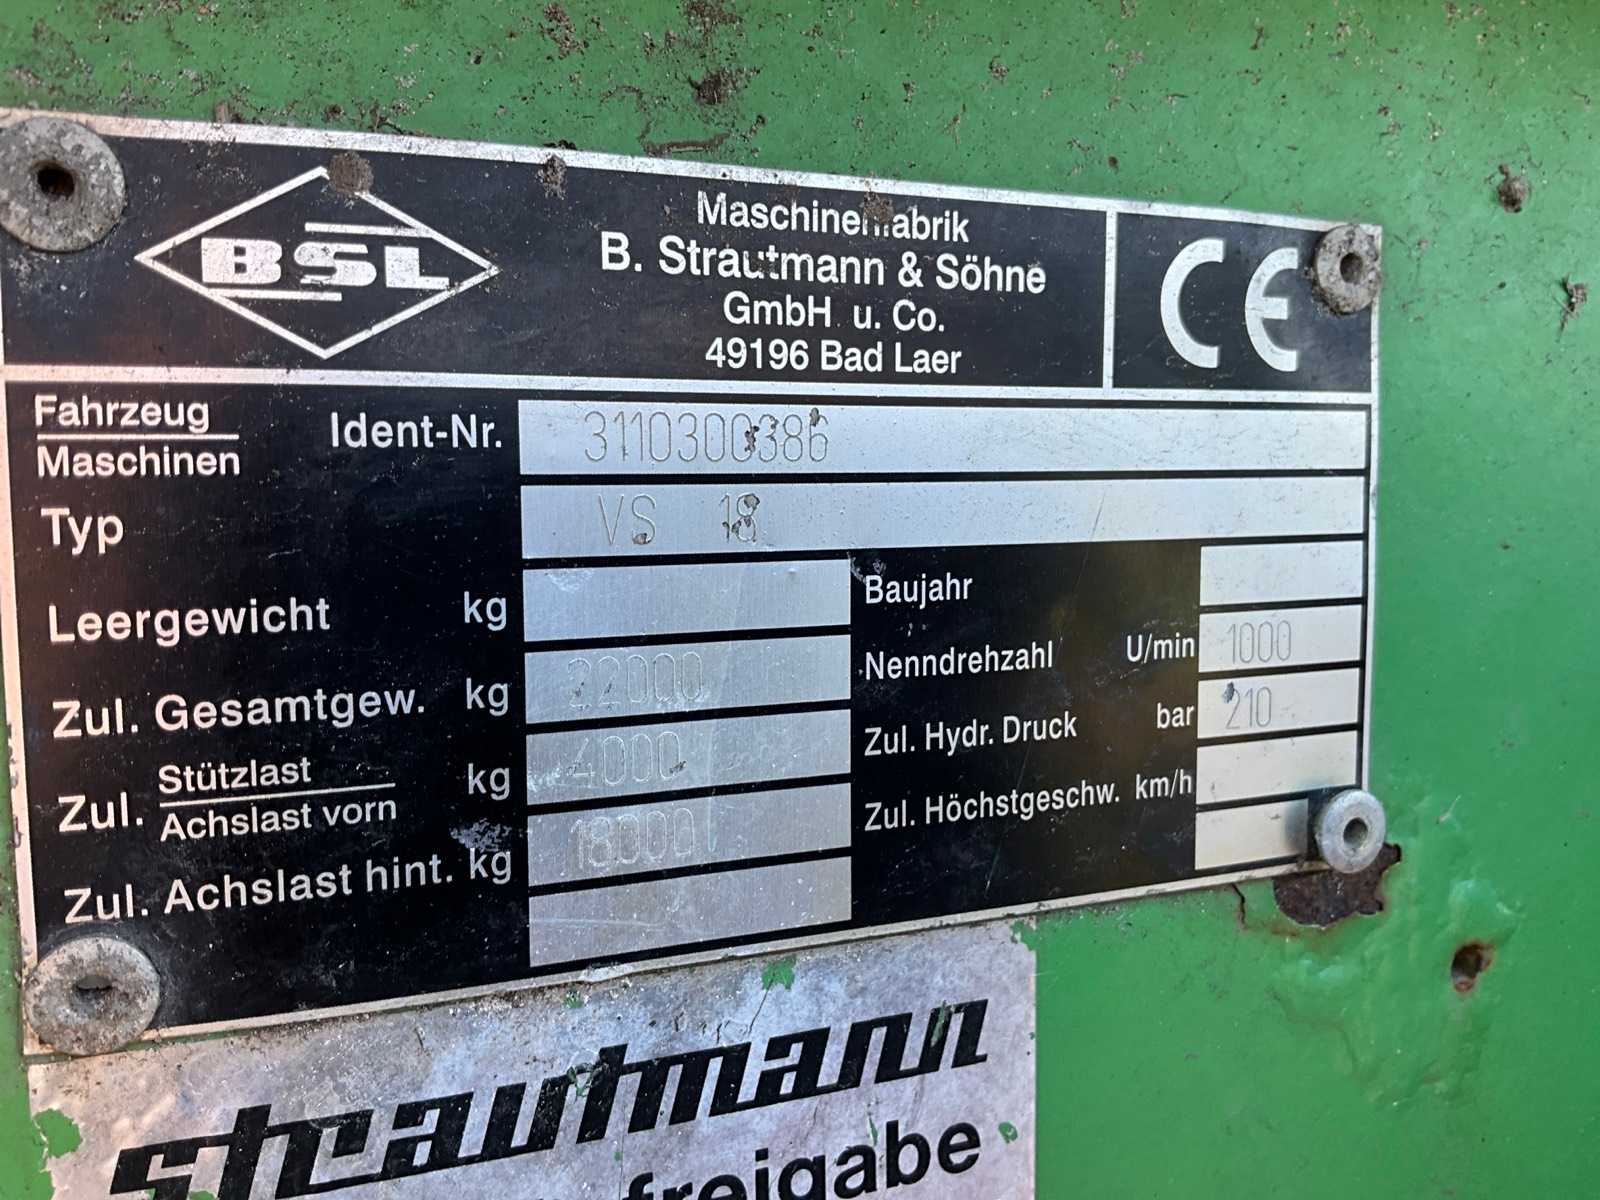 BSL
Maschinenfabrik
B. Strautmann & Söhne
GmbH u. Co.
49196 Bad Laer
CE
Fahrzeug
Maschinen
Ident-Nr. 3110300386
Typ VS 18
Leergewicht kg
Baujahr
Zul. Gesamtgew. kg 22000
Nenndrehzahl U/min 1000
Zul. Stützlast
Achslast vorn kg 4000
Zul. Hydr. Druck bar 210
Zul. Achslast hint. kg 18000
Zul. Höchstgeschw. km/h
strautmann